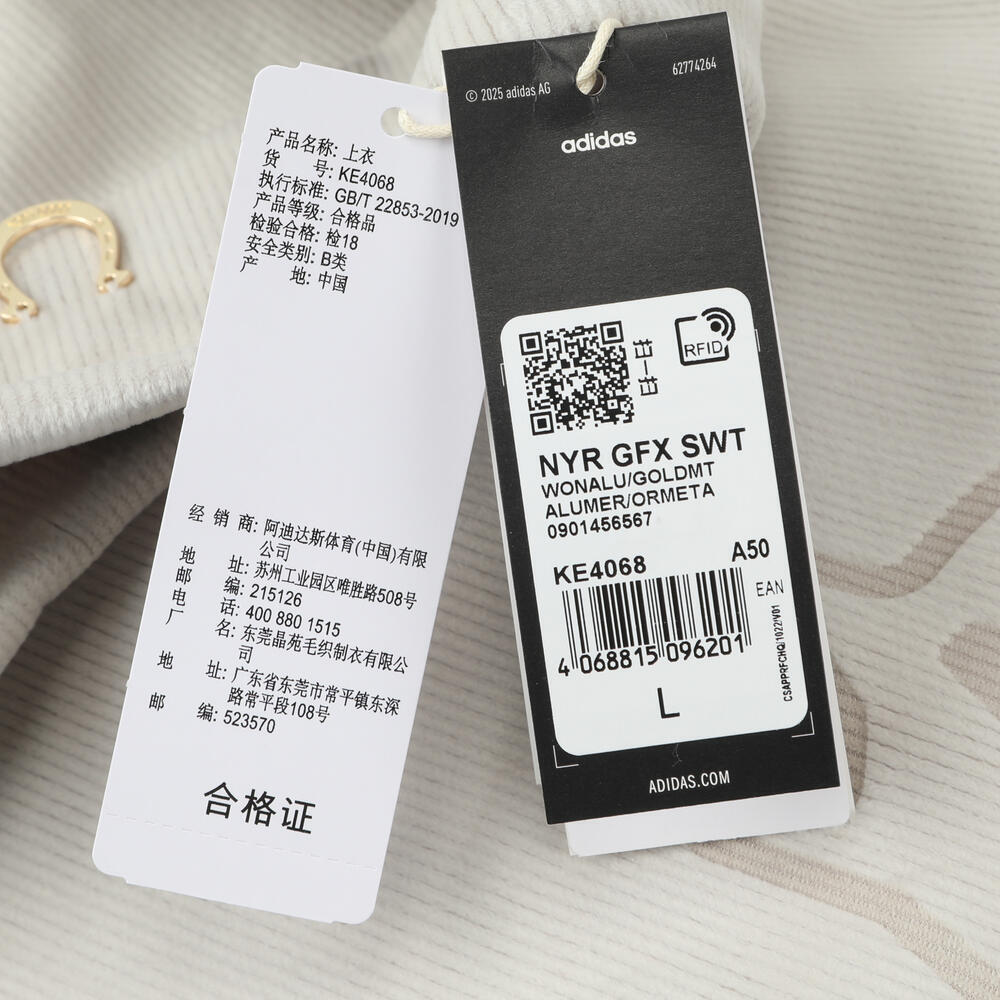 产品名称: 上衣
货 号: KE4068
执行标准: GB/T 22853-2019
产品等级: 合格品
检验合格: 检18
安全类别: B类
产 地: 中国
经 销 商: 阿迪达斯体育(中国)有限
公司
地 址: 苏州工业园区唯胜路508号
邮 编: 215126
电 话: 400 880 1515
厂 名: 东莞晶苑毛织制衣有限公
司
地 址: 广东省东莞市常平镇东深
路常平段108号
邮 编: 523570
合格证
© 2025 adidas AG
62774264
adidas
RFID
NYR GFX SWT
WONALU/GOLDMT
ALUMER/ORMETA
0901456567
KE4068
A50
EAN
4 068815 096201
CSAPPRFCHQ/1022/V01
L
ADIDAS.COM